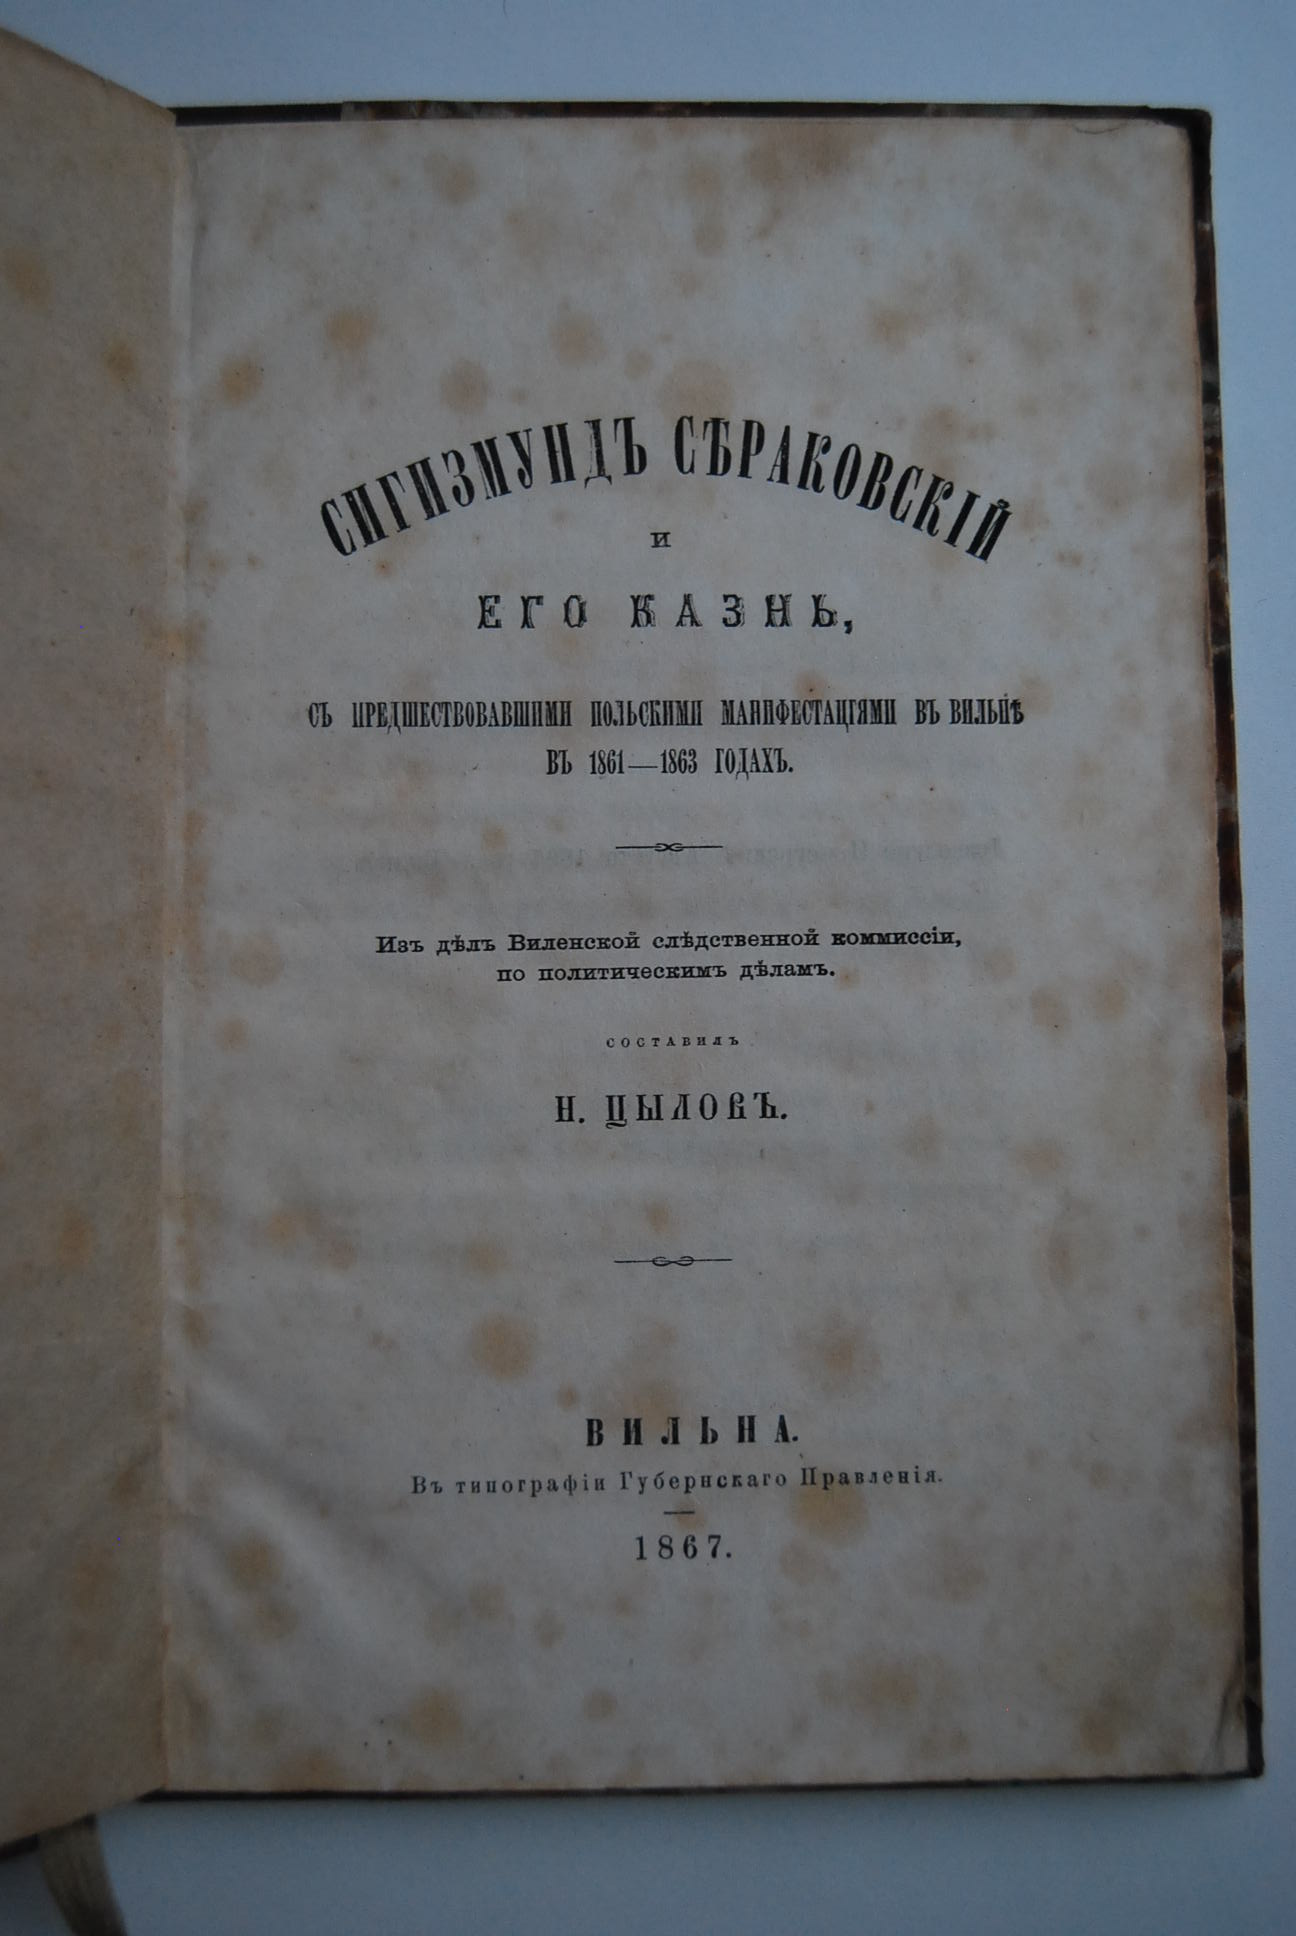 СИГИЗМУНДЪ СѢРАКОВСКІЙ
И
ЕГО КАЗНЬ,
СЪ ПРЕДШЕСТВОВАВШИМИ ПОЛЬСКИМИ МАНИФЕСТАЦІЯМИ ВЪ ВИЛЬНѢ
ВЪ 1861—1863 ГОДАХЪ.
Изъ дѣлъ Виленской слѣдственной коммиссіи,
по политическимъ дѣламъ.
СОСТАВИЛЪ
Н. ЦЫЛОВЪ.
ВИЛЬНА.
Въ типографіи Губернскаго Правленія.
1867.